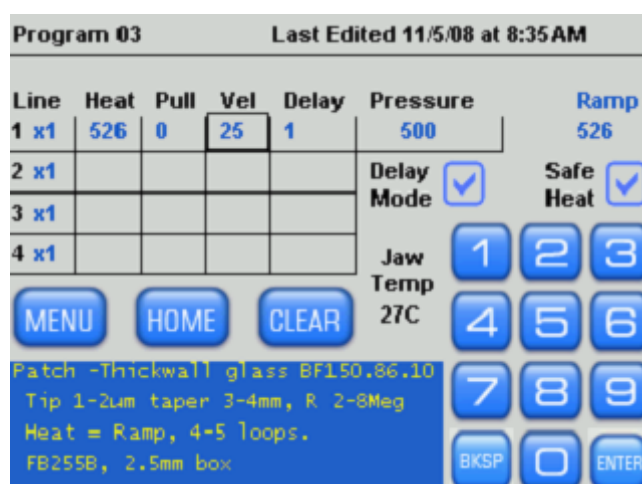 Program 03 Last Edited 11/5/08 at 8:35AM
Line Heat Pull Vel Delay Pressure Ramp
1 x1 526 0 25 1 500 526
2 x1
3 x1
4 x1
Delay Mode
Safe Heat
Jaw Temp 27C
MENU HOME CLEAR
1 2 3
4 5 6
7 8 9
BKSP 0 ENTER
Patch -Thickwall glass BF150.86.10
Tip 1-2um taper 3-4mm, R 2-8Meg
Heat = Ramp, 4-5 loops.
FB255B, 2.5mm box